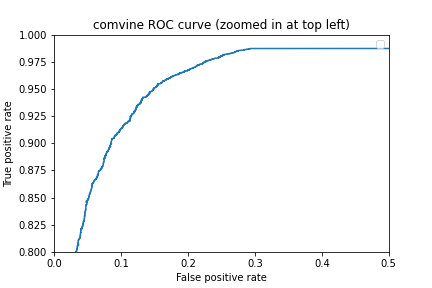 comvine ROC curve (zoomed in at top left)
1.000
0.975
0.950
0.925
0.900
0.875
0.850
0.825
0.800
True positive rate
0.0 0.1 0.2 0.3 0.4 0.5
False positive rate